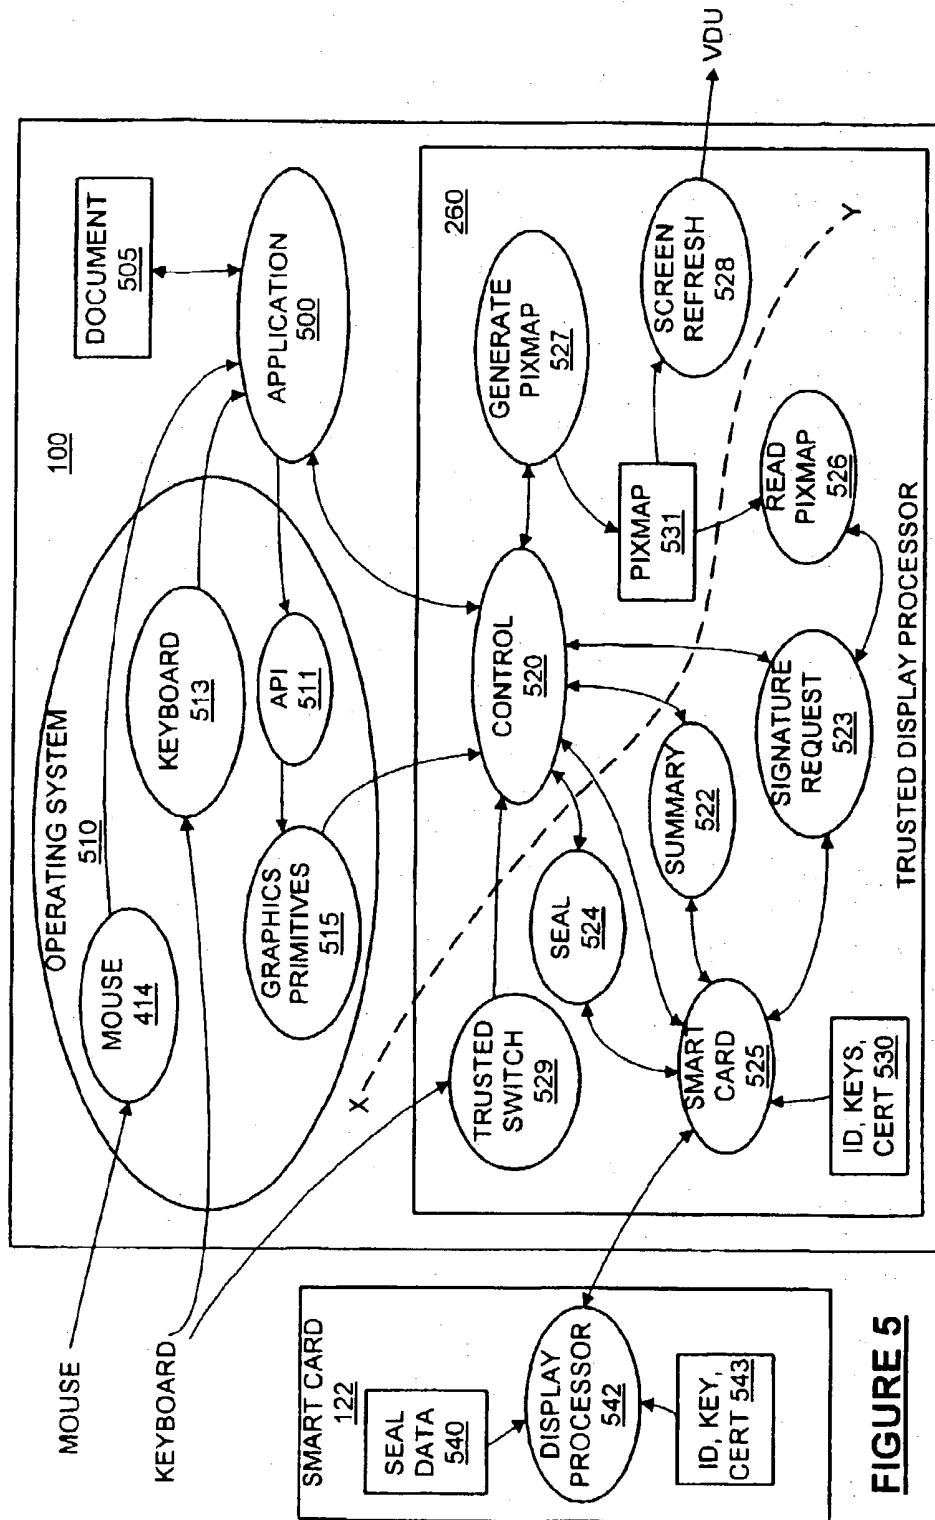 MOUSE
KEYBOARD
OPERATING SYSTEM
510
MOUSE
414
KEYBOARD
513
GRAPHICS
PRIMITIVES
515
API
511
100
DOCUMENT
505
APPLICATION
500
X
TRUSTED
SWITCH
529
SEAL
524
CONTROL
520
GENERATE
PIXMAP
527
260
SUMMARY
522
PIXMAP
531
SCREEN
REFRESH
528
VDU
Y
SMART
CARD
525
SIGNATURE
REQUEST
523
READ
PIXMAP
526
ID, KEYS,
CERT 530
TRUSTED DISPLAY PROCESSOR
SMART CARD
122
SEAL
DATA
540
DISPLAY
PROCESSOR
542
ID, KEY,
CERT 543
FIGURE 5